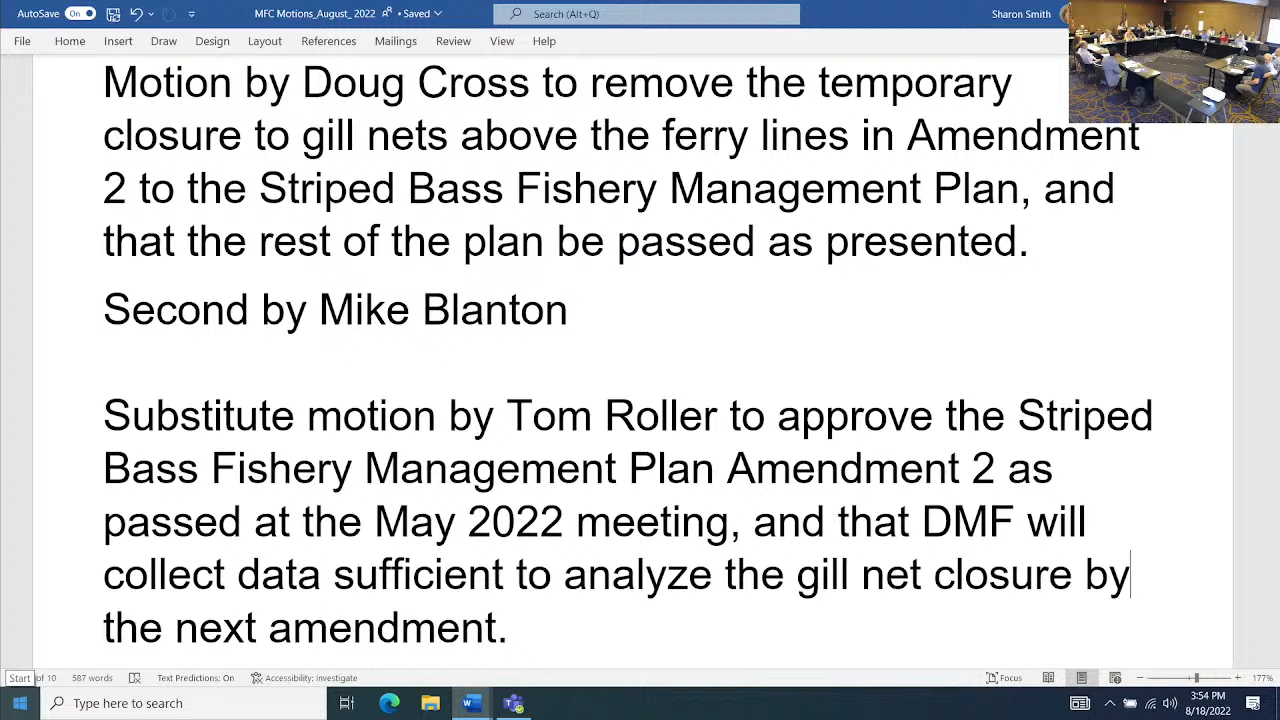 AutoSave On MFC Motions_August_ 2022 Saved Search (Alt+Q) Sharon Smith
File Home Insert Draw Design Layout References Mailings Review View Help
Motion by Doug Cross to remove the temporary
closure to gill nets above the ferry lines in Amendment
2 to the Striped Bass Fishery Management Plan, and
that the rest of the plan be passed as presented.
Second by Mike Blanton
Substitute motion by Tom Roller to approve the Striped
Bass Fishery Management Plan Amendment 2 as
passed at the May 2022 meeting, and that DMF will
collect data sufficient to analyze the gill net closure by
the next amendment.
Start of 10 587 words Text Predictions: On Accessibility: Investigate Focus 177%
Type here to search
3:54 PM
8/18/2022